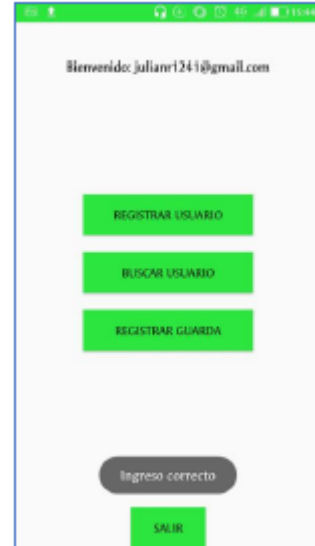 Bienvenido: julianr1241@gmail.com
REGISTRAR USUARIO
BUSCAR USUARIO
REGISTRAR GUARDA
Ingreso correcto
SALIR